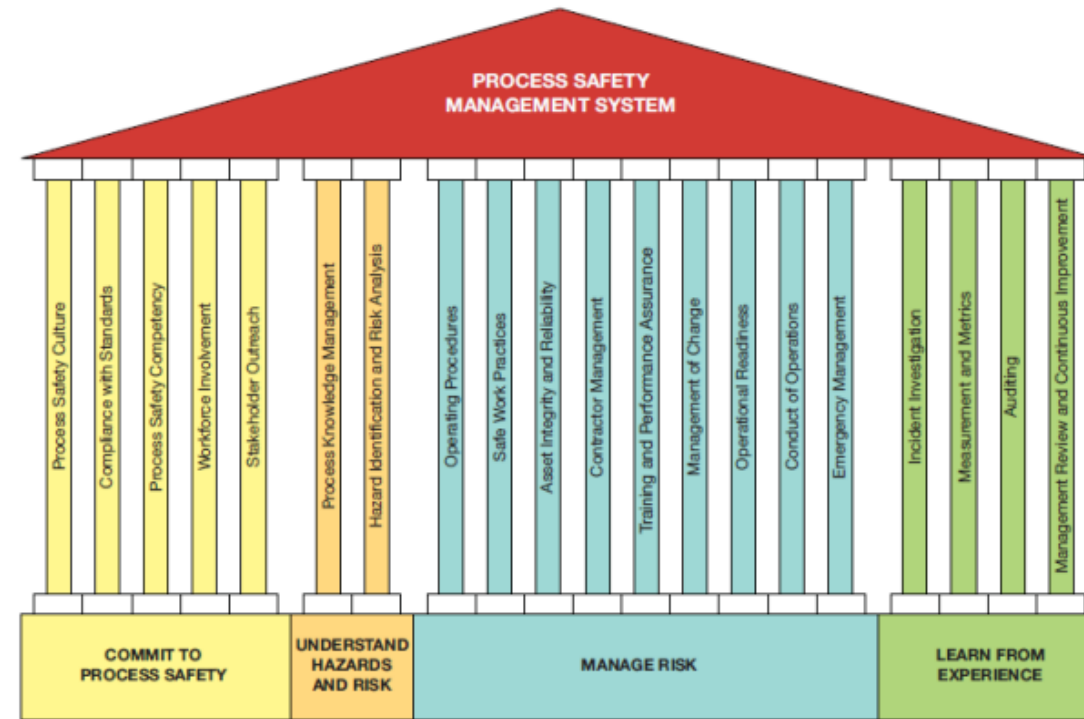 PROCESS SAFETY
MANAGEMENT SYSTEM
Process Safety Culture
Compliance with Standards
Process Safety Competency
Workforce Involvement
Stakeholder Outreach
Process Knowledge Management
Hazard Identification and Risk Analysis
Operating Procedures
Safe Work Practices
Asset Integrity and Reliability
Contractor Management
Training and Performance Assurance
Management of Change
Operational Readiness
Conduct of Operations
Emergency Management
Incident Investigation
Measurement and Metrics
Auditing
Management Review and Continuous Improvement
COMMIT TO
PROCESS SAFETY
UNDERSTAND
HAZARDS
AND RISK
MANAGE RISK
LEARN FROM
EXPERIENCE